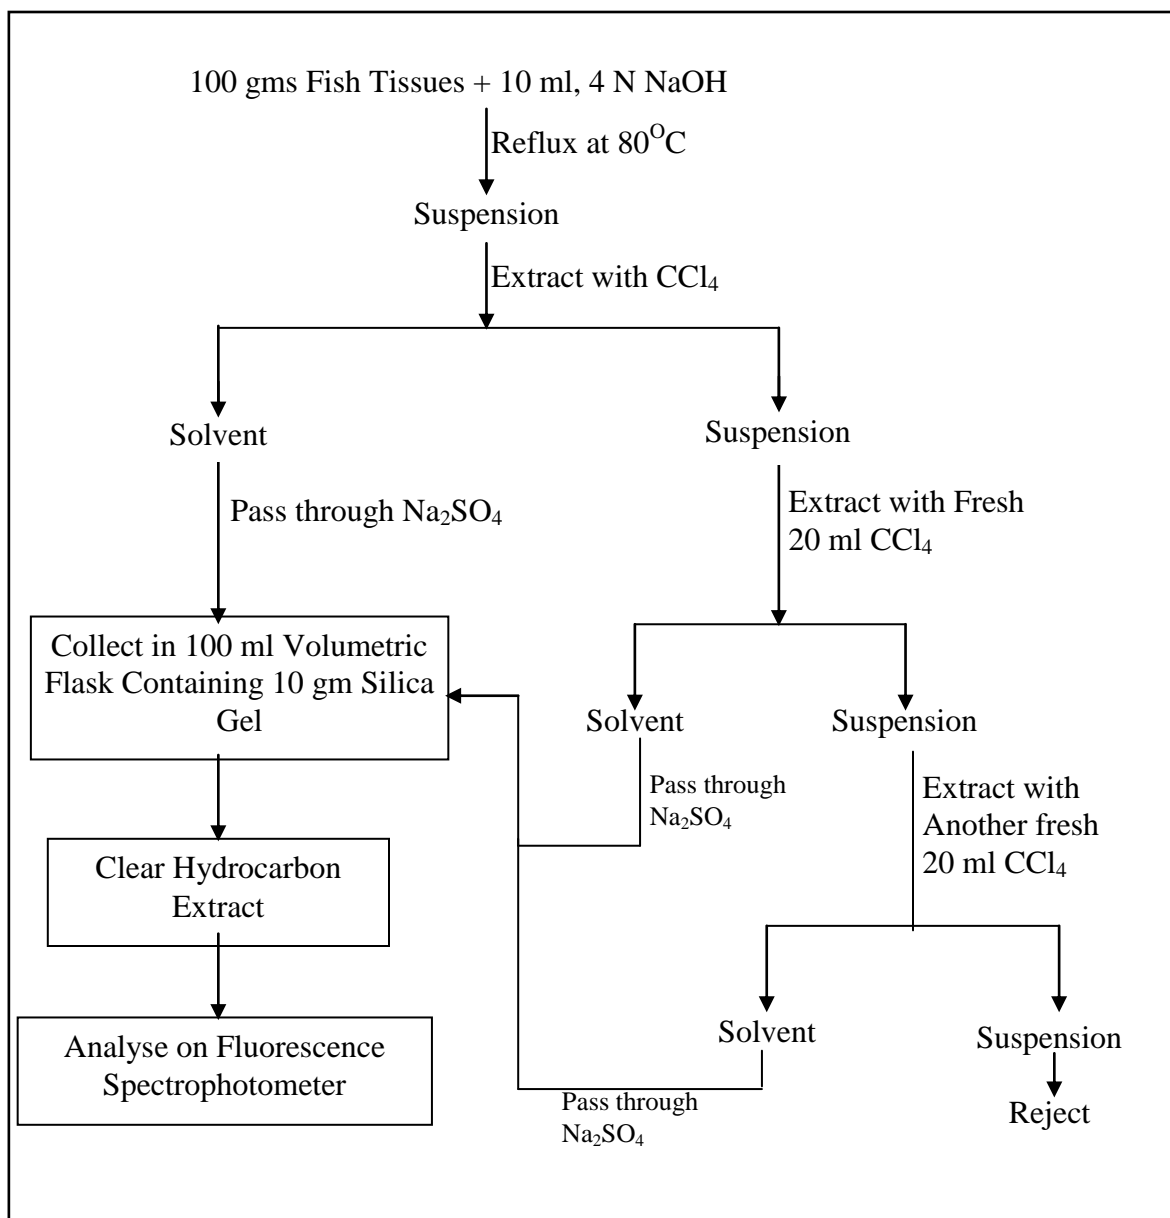 100 gms Fish Tissues + 10 ml, 4 N NaOH
Reflux at 80⁰C
Suspension
Extract with CCl₄
Solvent
Suspension
Pass through Na₂SO₄
Extract with Fresh
20 ml CCl₄
Collect in 100 ml Volumetric
Flask Containing 10 gm Silica
Gel
Solvent
Suspension
Pass through
Na₂SO₄
Extract with
Another fresh
20 ml CCl₄
Clear Hydrocarbon
Extract
Solvent
Suspension
Analyse on Fluorescence
Spectrophotometer
Pass through
Na₂SO₄
Reject